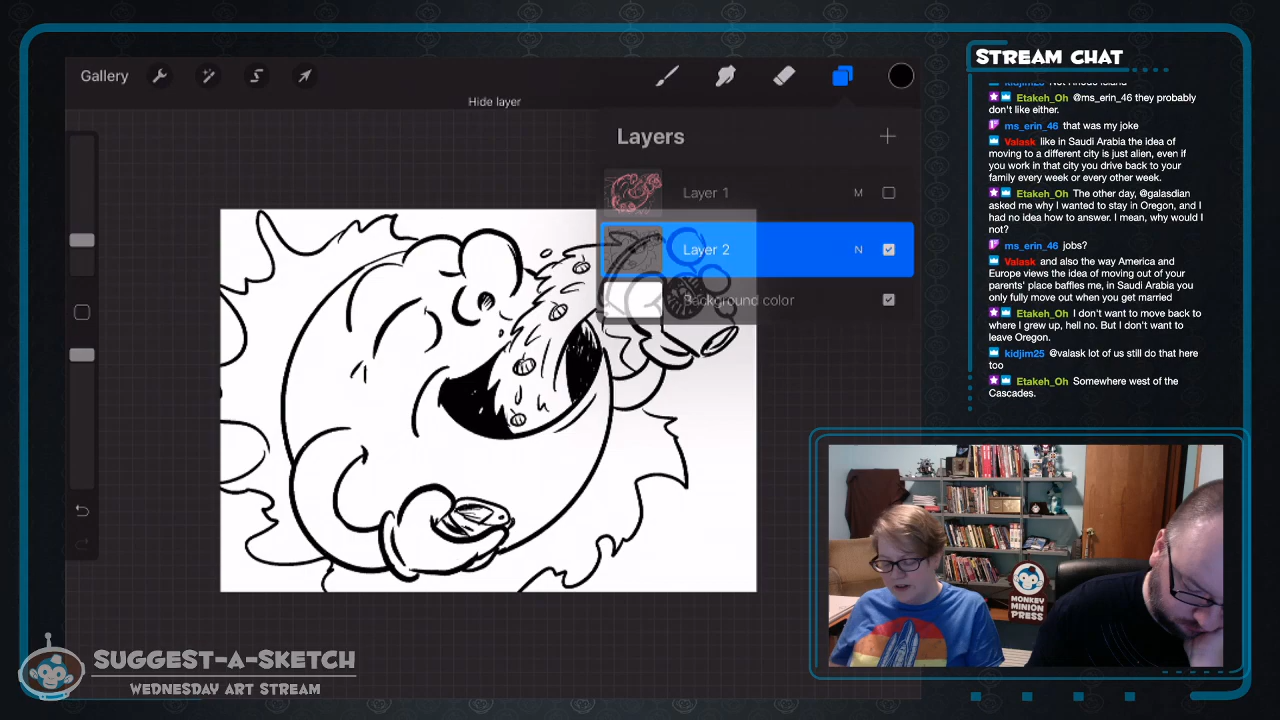 Gallery
Hide layer
Layers
Layer 1
M
Layer 2
N
Background color
STREAM CHAT
Etakeh_Oh @ms_erin_46 they probably
don't like either.
ms_erin_46 that was my joke
Valask like in Saudi Arabia the idea of
moving to a different city is just alien, even if
you work in that city you drive back to your
family every week or every other week.
Etakeh_Oh The other day, @galasdian
asked me why I wanted to stay in Oregon, and I
had no idea how to answer. I mean, why would I
not?
ms_erin_46 jobs?
Valask and also the way America and
Europe views the idea of moving out of your
parents' place baffles me, in Saudi Arabia you
only fully move out when you get married
Etakeh_Oh I don't want to move back to
where I grew up, hell no. But I don't want to
leave Oregon.
kidjim25 @valask lot of us still do that here
too
Etakeh_Oh Somewhere west of the
Cascades.
MONKEY
MINION
PRESS
SUGGEST-A-SKETCH
WEDNESDAY ART STREAM